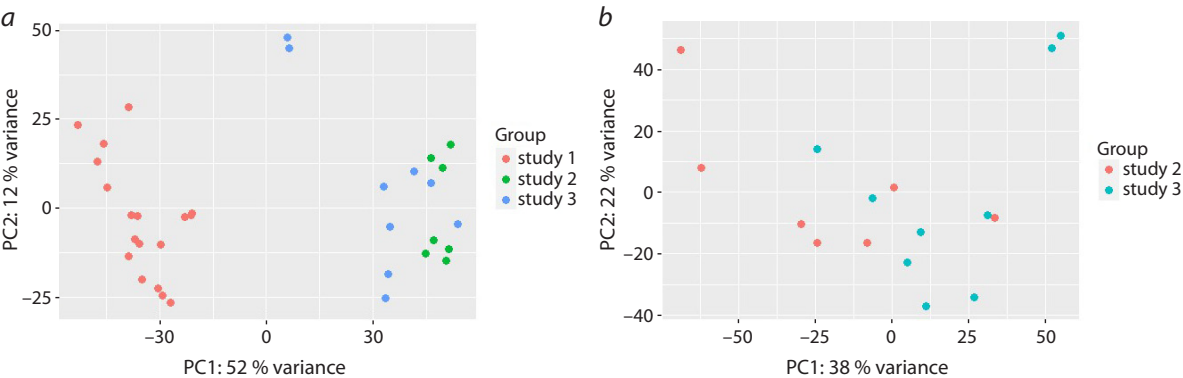 a
50
25
0
−25
−30
0
30
PC2: 12 % variance
PC1: 52 % variance
Group
study 1
study 2
study 3
b
40
20
0
−20
−40
−50
−25
0
25
50
PC2: 22 % variance
PC1: 38 % variance
Group
study 2
study 3